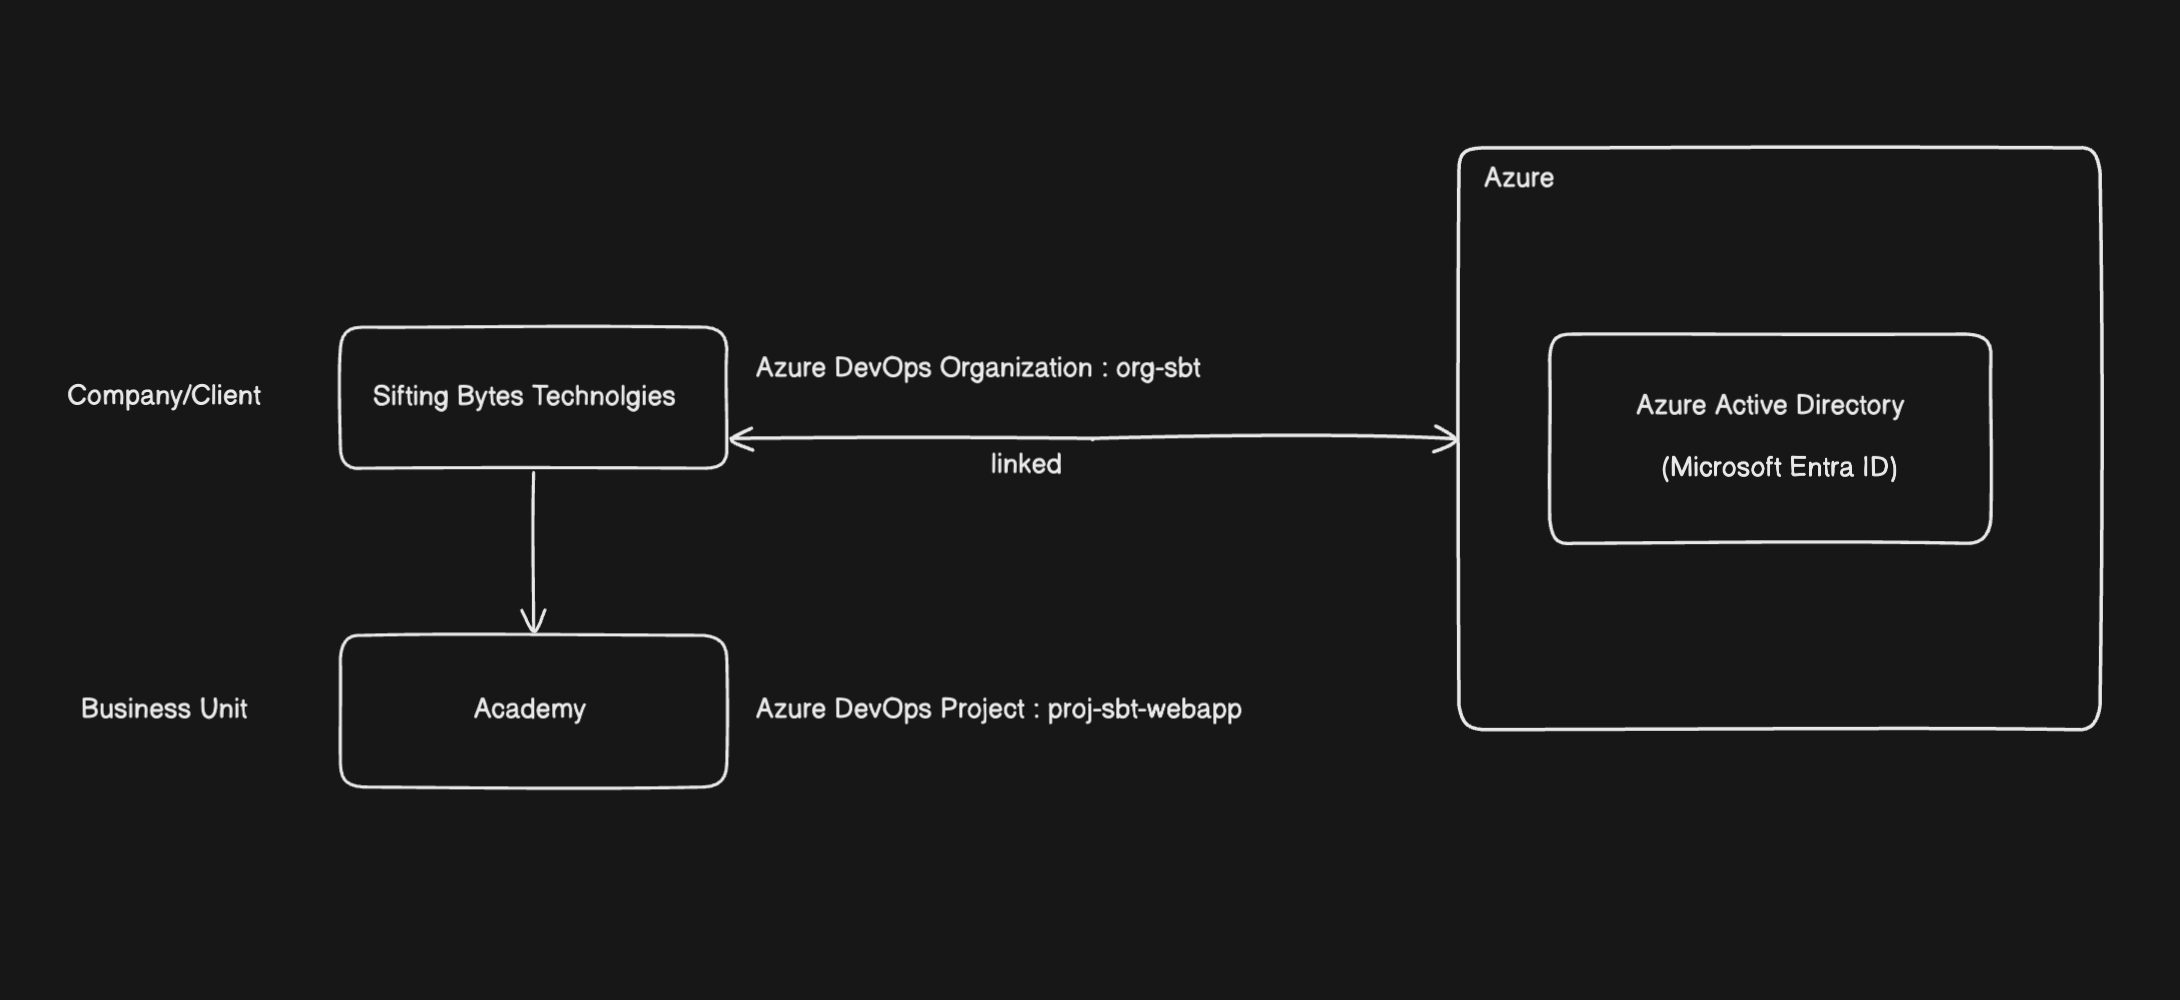 Azure
Company/Client
Sifting Bytes Technolgies
Azure DevOps Organization : org-sbt
linked
Azure Active Directory
(Microsoft Entra ID)
Business Unit
Academy
Azure DevOps Project : proj-sbt-webapp